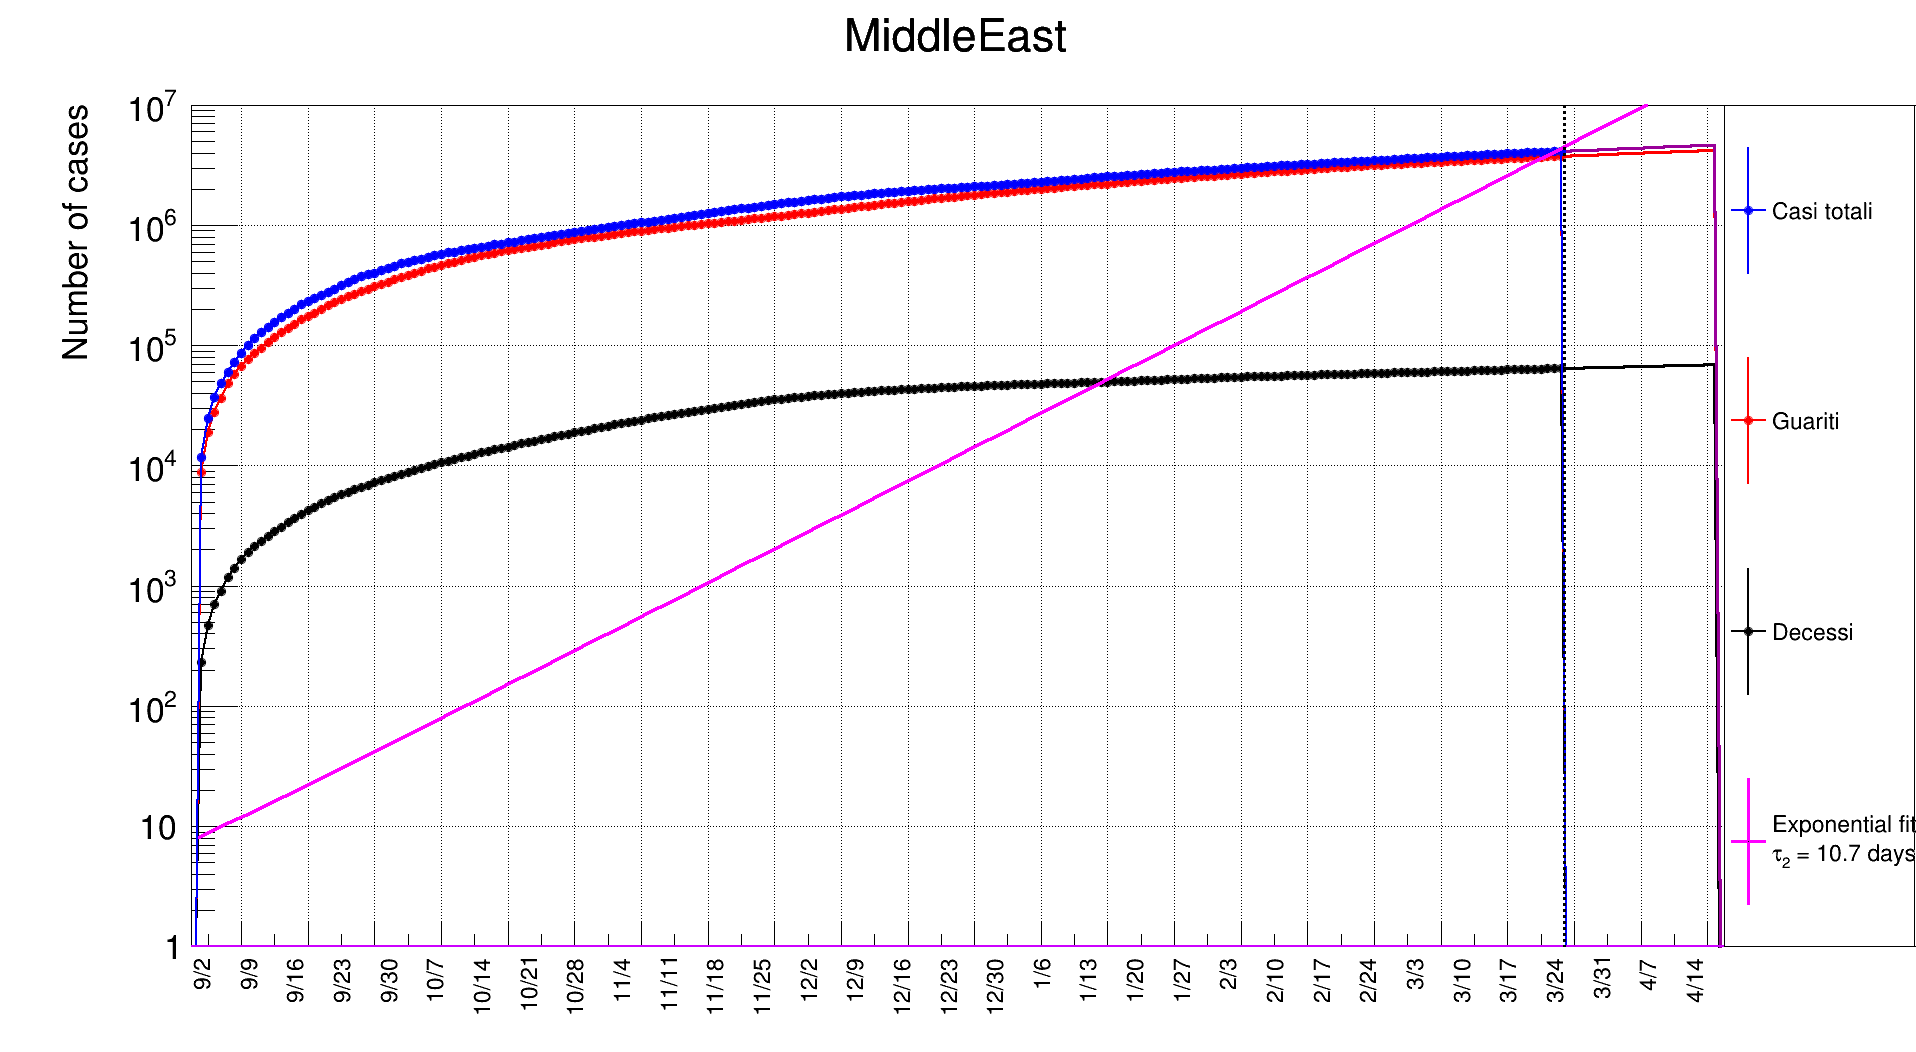 MiddleEast
Number of cases
10^7
10^6
10^5
10^4
10^3
10^2
10
1
9/2 9/9 9/16 9/23 9/30 10/7 10/14 10/21 10/28 11/4 11/11 11/18 11/25 12/2 12/9 12/16 12/23 12/30 1/6 1/13 1/20 1/27 2/3 2/10 2/17 2/24 3/3 3/10 3/17 3/24 3/31 4/7 4/14
Casi totali
Guariti
Decessi
Exponential fit
τ₂ = 10.7 days